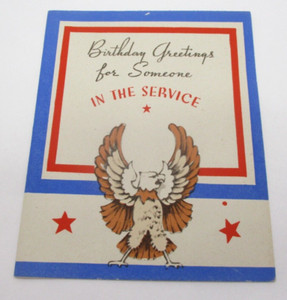 Birthday Greetings
for Someone
IN THE SERVICE